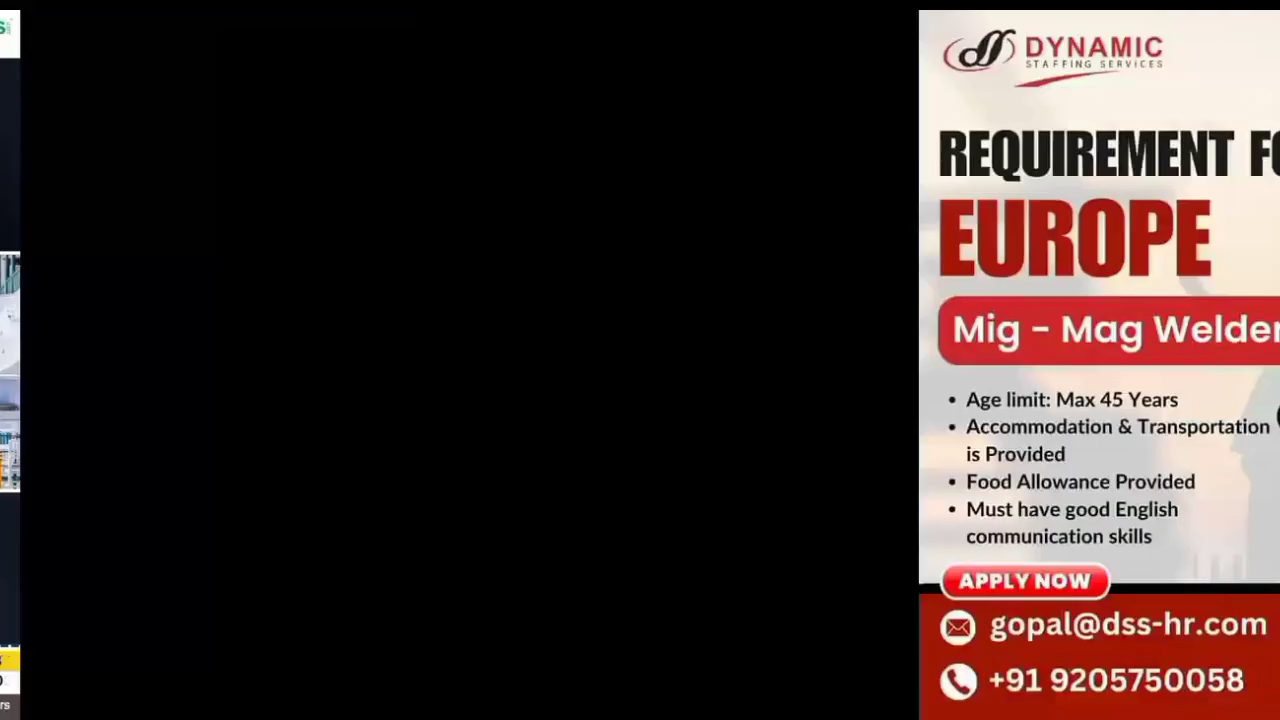 DYNAMIC
STAFFING SERVICES
REQUIREMENT FO
EUROPE
Mig - Mag Welder
• Age limit: Max 45 Years
• Accommodation & Transportation
is Provided
• Food Allowance Provided
• Must have good English
communication skills
APPLY NOW
gopal@dss-hr.com
+91 9205750058
rs